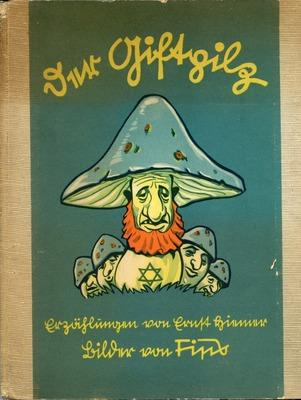 Der Giftpilz
Erzählungen von Ernst Hiemer
Bilder von Fips